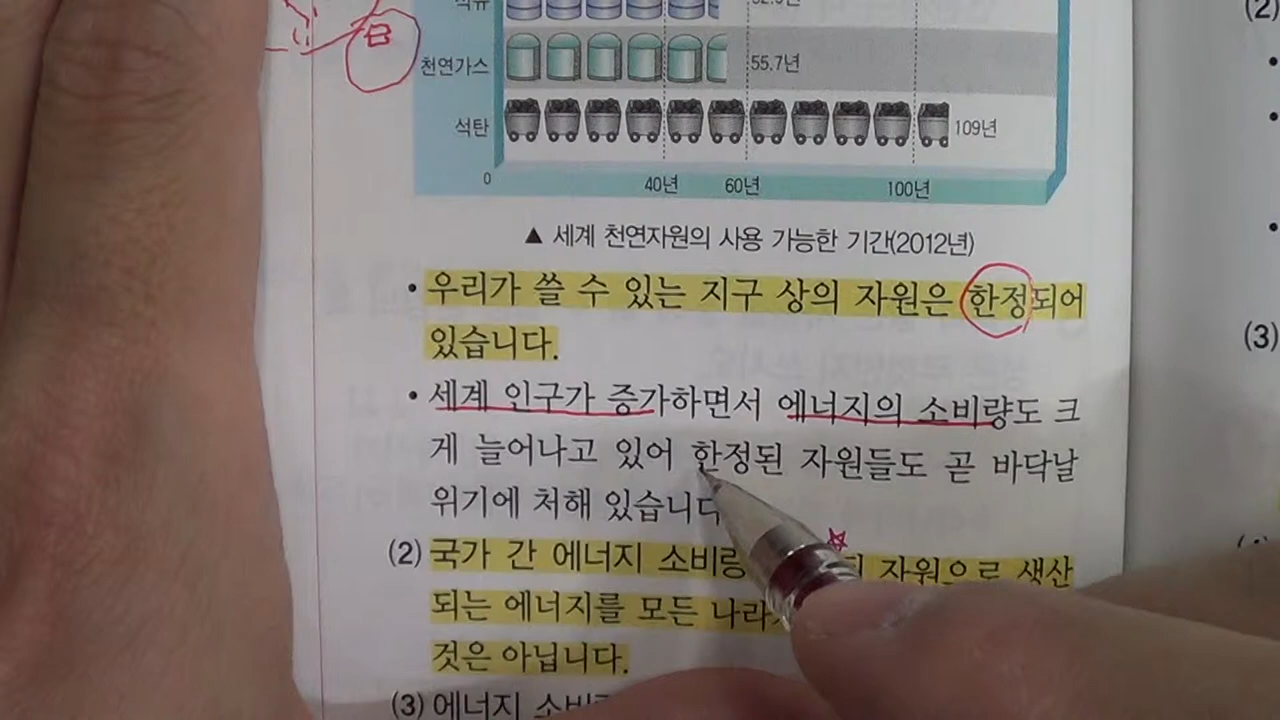 석유
천연가스
55.7년
석탄
109년
0
40년
60년
100년
▲ 세계 천연자원의 사용 가능한 기간(2012년)
• 우리가 쓸 수 있는 지구 상의 자원은 한정되어
있습니다.
• 세계 인구가 증가하면서 에너지의 소비량도 크
게 늘어나고 있어 한정된 자원들도 곧 바닥날
위기에 처해 있습니다
(2) 국가 간 에너지 소비량 자원으로 생산
되는 에너지를 모든 나라
것은 아닙니다.
(3) 에너지
B
(2)
(3)